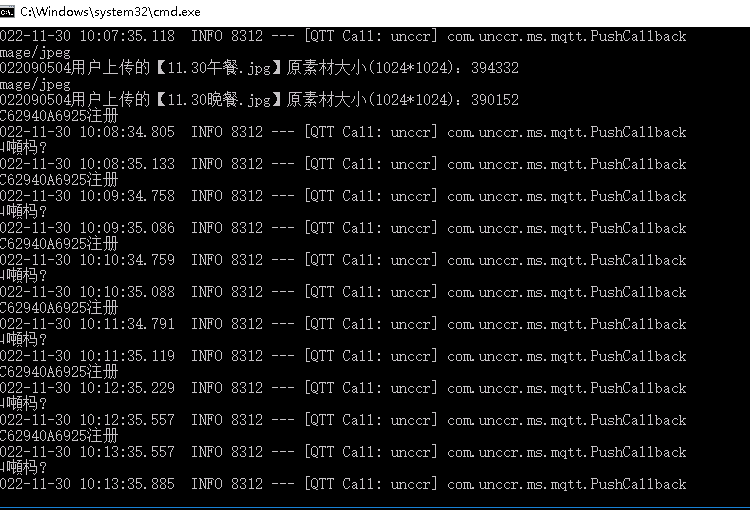 C:\Windows\system32\cmd.exe
022-11-30 10:07:35.118  INFO 8312 --- [QTT Call: unccr] com.unccr.ms.mqtt.PushCallback
mage/jpeg
022090504用户上传的【11.30午餐.jpg】原素材大小(1024*1024): 394332
mage/jpeg
022090504用户上传的【11.30晚餐.jpg】原素材大小(1024*1024): 390152
C62940A6925注册
022-11-30 10:08:34.805  INFO 8312 --- [QTT Call: unccr] com.unccr.ms.mqtt.PushCallback
噸杩?
022-11-30 10:08:35.133  INFO 8312 --- [QTT Call: unccr] com.unccr.ms.mqtt.PushCallback
C62940A6925注册
022-11-30 10:09:34.758  INFO 8312 --- [QTT Call: unccr] com.unccr.ms.mqtt.PushCallback
噸杩?
022-11-30 10:09:35.086  INFO 8312 --- [QTT Call: unccr] com.unccr.ms.mqtt.PushCallback
C62940A6925注册
022-11-30 10:10:34.759  INFO 8312 --- [QTT Call: unccr] com.unccr.ms.mqtt.PushCallback
噸杩?
022-11-30 10:10:35.088  INFO 8312 --- [QTT Call: unccr] com.unccr.ms.mqtt.PushCallback
C62940A6925注册
022-11-30 10:11:34.791  INFO 8312 --- [QTT Call: unccr] com.unccr.ms.mqtt.PushCallback
噸杩?
022-11-30 10:11:35.119  INFO 8312 --- [QTT Call: unccr] com.unccr.ms.mqtt.PushCallback
C62940A6925注册
022-11-30 10:12:35.229  INFO 8312 --- [QTT Call: unccr] com.unccr.ms.mqtt.PushCallback
噸杩?
022-11-30 10:12:35.557  INFO 8312 --- [QTT Call: unccr] com.unccr.ms.mqtt.PushCallback
C62940A6925注册
022-11-30 10:13:35.557  INFO 8312 --- [QTT Call: unccr] com.unccr.ms.mqtt.PushCallback
噸杩?
022-11-30 10:13:35.885  INFO 8312 --- [QTT Call: unccr] com.unccr.ms.mqtt.PushCallback